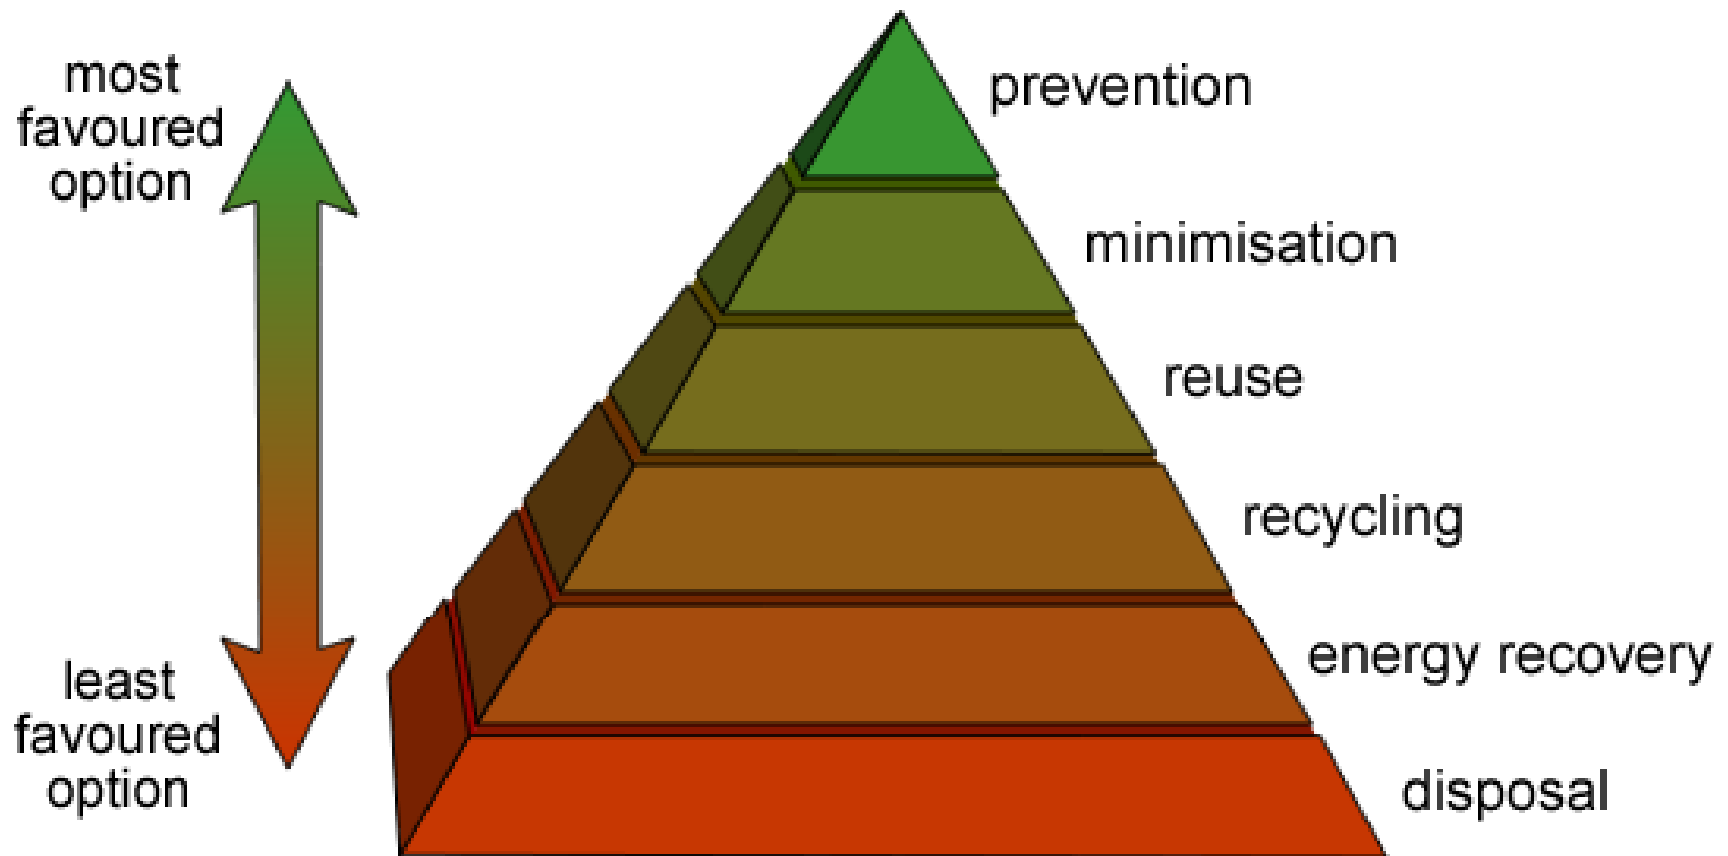 most
favoured
option
prevention
minimisation
reuse
recycling
energy recovery
least
favoured
option
disposal